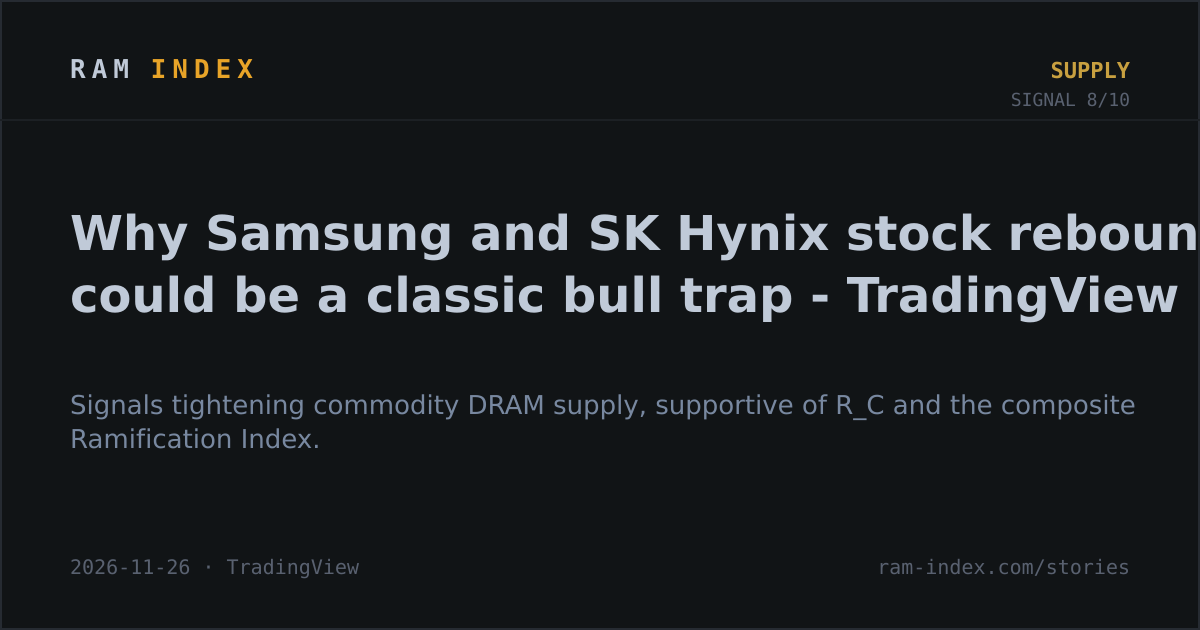 RAM INDEX
SUPPLY
SIGNAL 8/10
Why Samsung and SK Hynix stock reboun
could be a classic bull trap - TradingView
Signals tightening commodity DRAM supply, supportive of R_C and the composite
Ramification Index.
2026-11-26 · TradingView
ram-index.com/stories